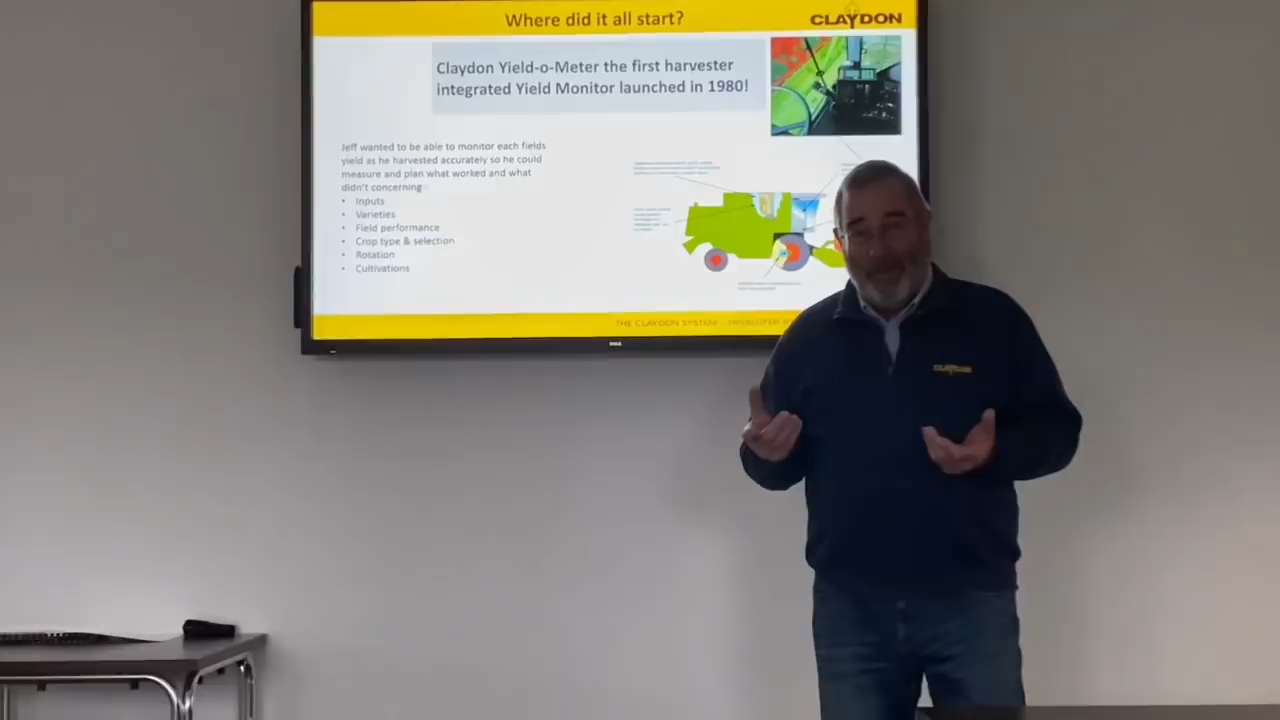 Where did it all start?
CLAYDON
Claydon Yield-o-Meter the first harvester
integrated Yield Monitor launched in 1980!
Jeff wanted to be able to monitor each fields
yield as he harvested accurately so he could
measure and plan what worked and what
didn't concerning
• Inputs
• Varieties
• Field performance
• Crop type & selection
• Rotation
• Cultivations
THE CLAYDON SYSTEM
DELL
CLAYDON